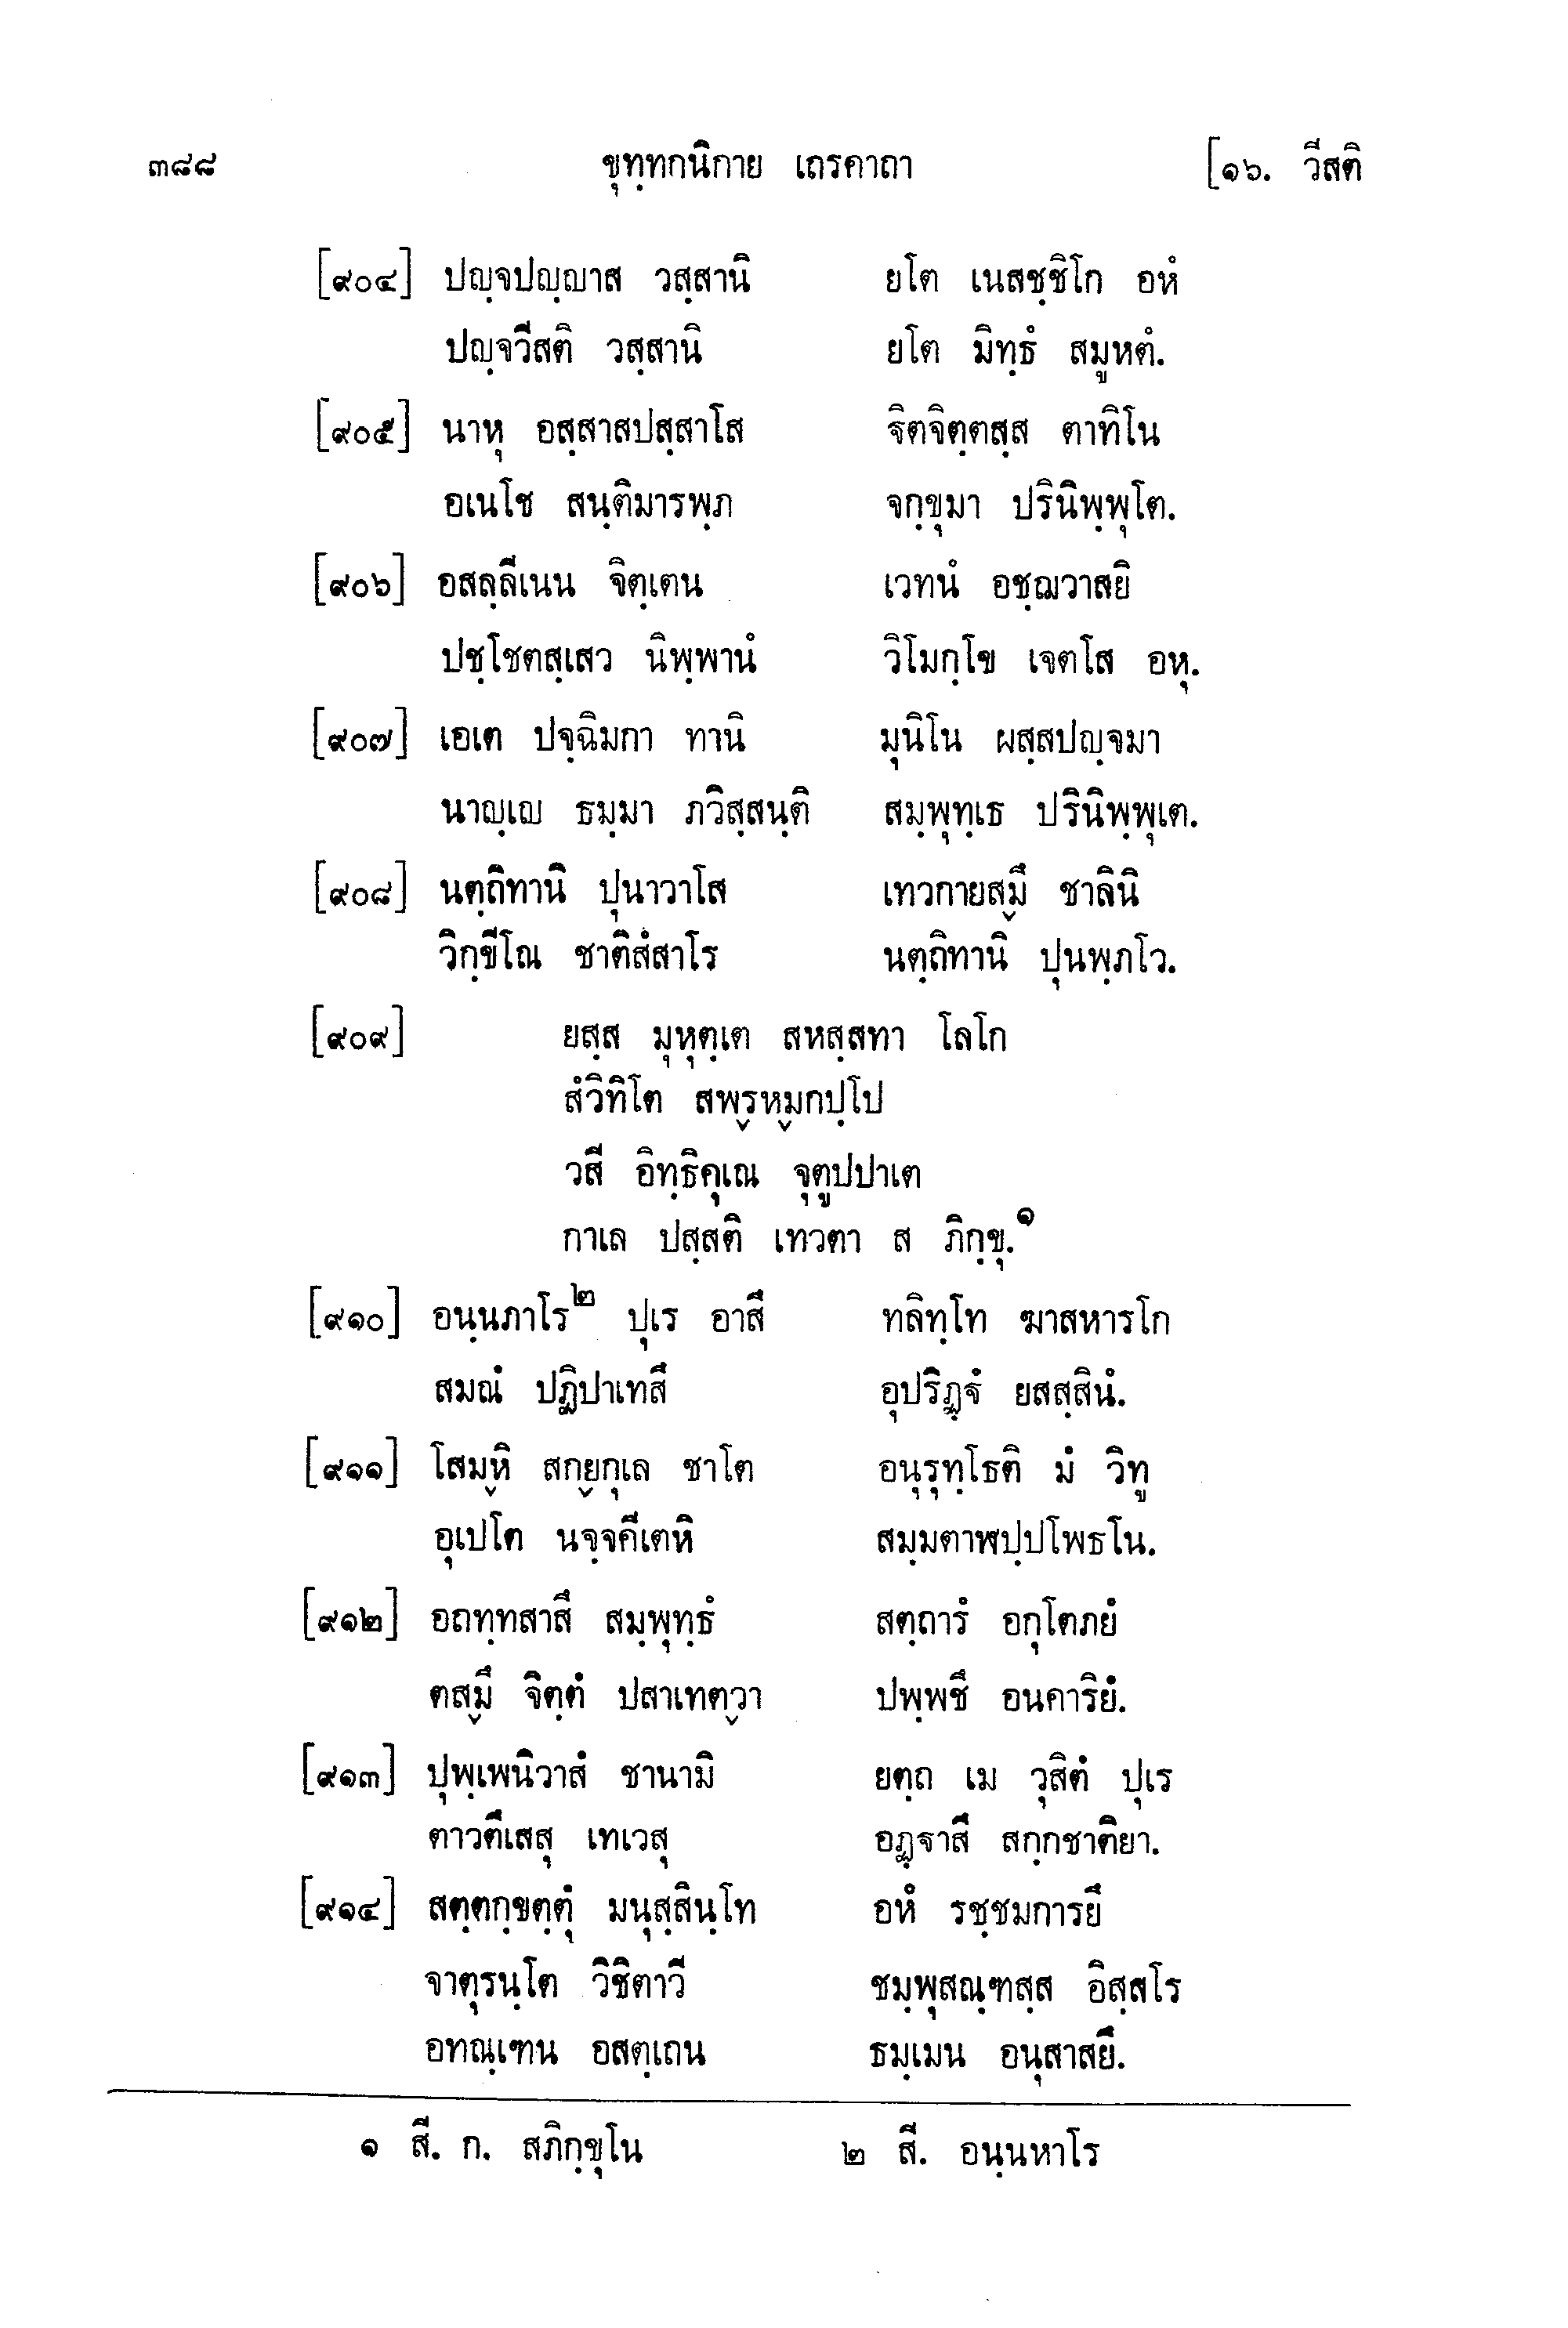 ๓๘๘ ขุทฺทกนิกาย เถรคาถา [๑๖. วีสติ
[๙๐๔] ปญฺจปญฺญาส วสฺสานิ ยโต เนสชฺชิโก อหํ
ปญฺจวีสติ วสฺสานิ ยโต มิทฺธํ สมูหตํ.
[๙๐๕] นาหุ อสฺสาสปสฺสาโส ฐิตจิตฺตสฺส ตาทิโน
อเนโช สนฺติมารพฺภ จกฺขุมา ปรินิพฺพุโต.
[๙๐๖] อสลฺลีเนน จิตฺเตน เวทนํ อชฺฌวาสยิ
ปชฺโชตสฺเสว นิพฺพานํ วิโมกฺโข เจตโส อหุ.
[๙๐๗] เอเต ปจฺฉิมกา ทานิ มุนิโน ผสฺสปญฺจมา
นาญฺเญ ธมฺมา ภวิสฺสนฺติ สมฺพุทฺเธ ปรินิพฺพุเต.
[๙๐๘] นตฺถิทานิ ปุนาวาโส เทวกายสฺมึ ชาลินิ
วิกฺขีโณ ชาติสํสาโร นตฺถิทานิ ปุนพฺภโว.
[๙๐๙] ยสฺส มุหุตฺเต สหสฺสทา โลโก
สํวิทิโต สพฺรหฺมกปฺโป
วสี อิทฺธิคุเณ จุตูปปาเต
กาเล ปสฺสติ เทวตา ส ภิกฺขุ.๑
[๙๑๐] อนฺนภาโร๒ ปุเร อาสึ ทลิทฺโท ฆาสหารโก
สมณํ ปฏิปาเทสึ อุปริฏฺฐํ ยสสฺสินํ.
[๙๑๑] โสมฺหิ สกฺยกุเล ชาโต อนุรุทฺโธติ มํ วิทู
อุเปโต นจฺจคีเตหิ สมฺมตาฬปฺปโพธโน.
[๙๑๒] อถทฺทสาสึ สมฺพุทฺธํ สตฺถารํ อกุโตภยํ
ตสฺมึ จิตฺตํ ปสาเทตฺวา ปพฺพชึ อนคาริยํ.
[๙๑๓] ปุพฺเพนิวาสํ ชานามิ ยตฺถ เม วุสิตํ ปุเร
ตาวตึเสสุ เทเวสุ อฏฺฐาสึ สกฺกชาติยา.
[๙๑๔] สตฺตกฺขตฺตุํ มนุสฺสินฺโท อหํ รชฺชมการยึ
จาตุรนฺโต วิชิตาวี ชมฺพุสณฺฑสฺส อิสฺสโร
อทณฺเฑน อสตฺเถน ธมฺเมน อนุสาสยึ.
๑ สี. ก. สภิกฺขุโน ๒ สี. อนฺนหาโร